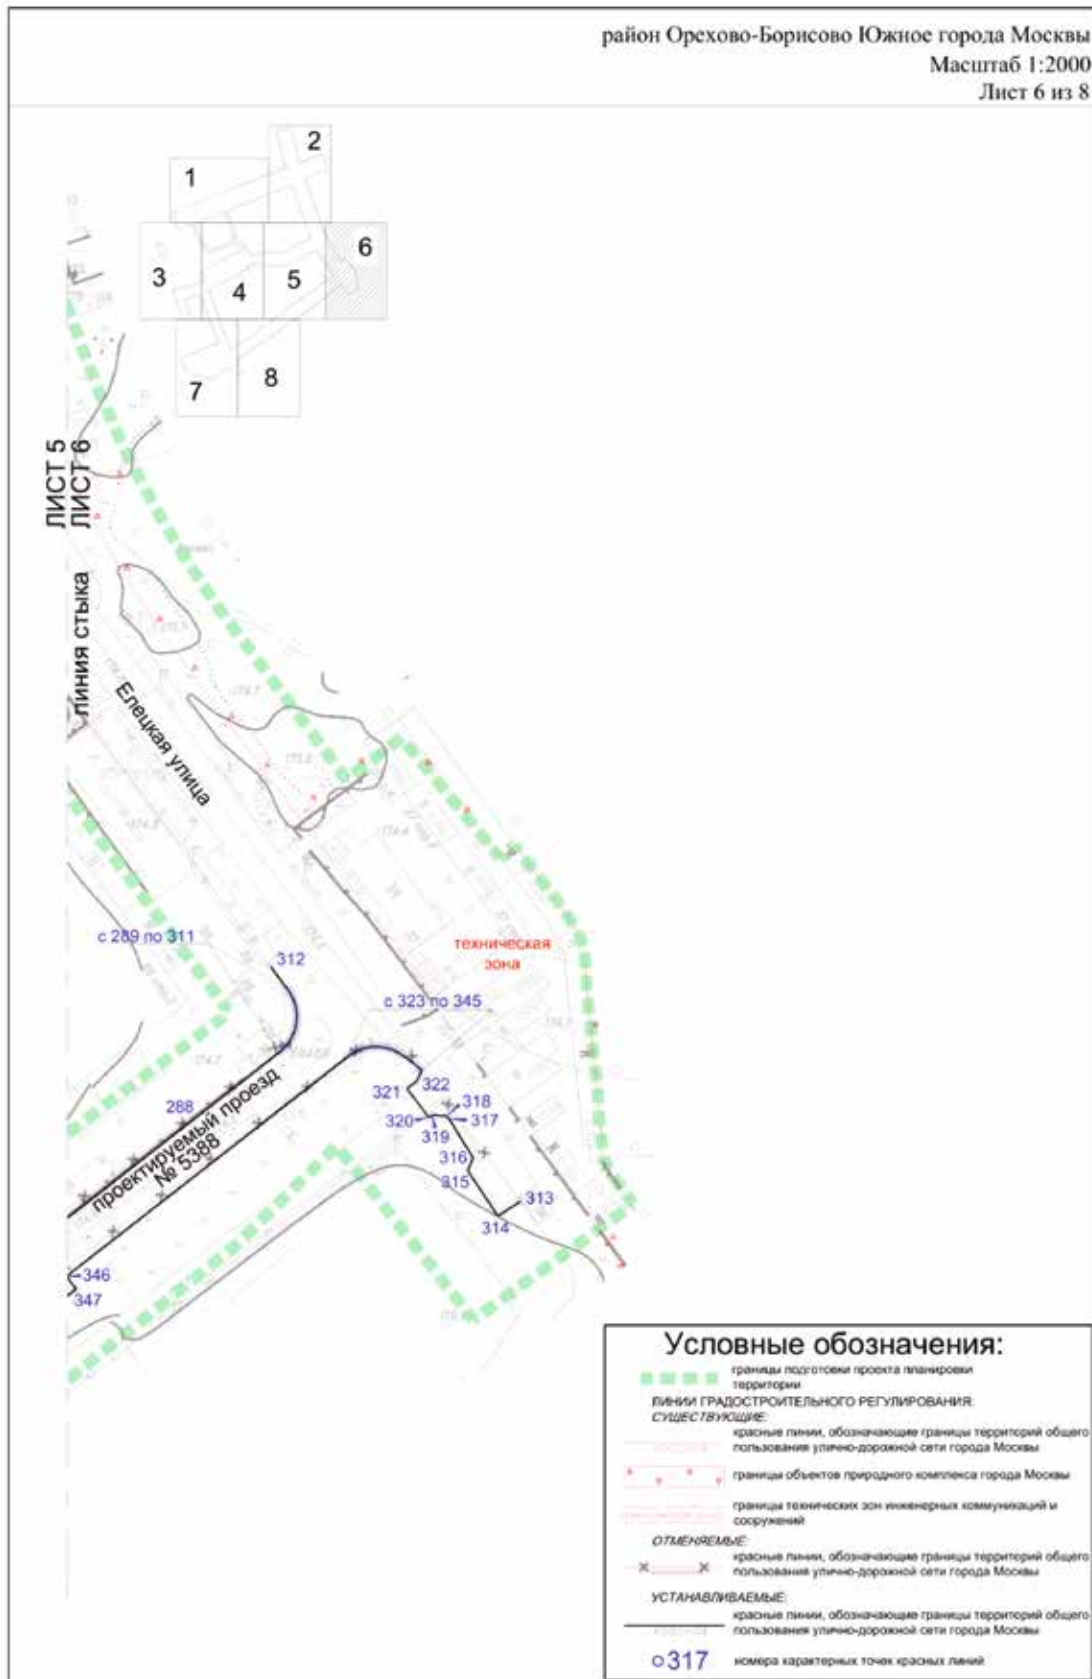 район Орехово-Борисово Южное города Москвы
Масштаб 1:2000
Лист 6 из 8
2
1
6
3
5
4
8
7
ЛИСТ 5
ЛИСТ 6
линия стыка
Елецкая улица
с 289 по 311
техническая
зона
312
с 323 по 345
322
321
318
288
320
317
319
проектируемый проезд
№ 5388
316
315
313
314
346
347
Условные обозначения:
границы подготовки проекта планировки
территории
ЛИНИИ ГРАДОСТРОИТЕЛЬНОГО РЕГУЛИРОВАНИЯ:
СУЩЕСТВУЮЩИЕ:
красные линии, обозначающие границы территорий общего
пользования улично-дорожной сети города Москвы
границы объектов природного комплекса города Москвы
границы технических зон инженерных коммуникаций и
сооружений
ОТМЕНЯЕМЫЕ:
красные линии, обозначающие границы территорий общего
пользования улично-дорожной сети города Москвы
УСТАНАВЛИВАЕМЫЕ:
красные линии, обозначающие границы территорий общего
пользования улично-дорожной сети города Москвы
317 номера характерных точек красных линий